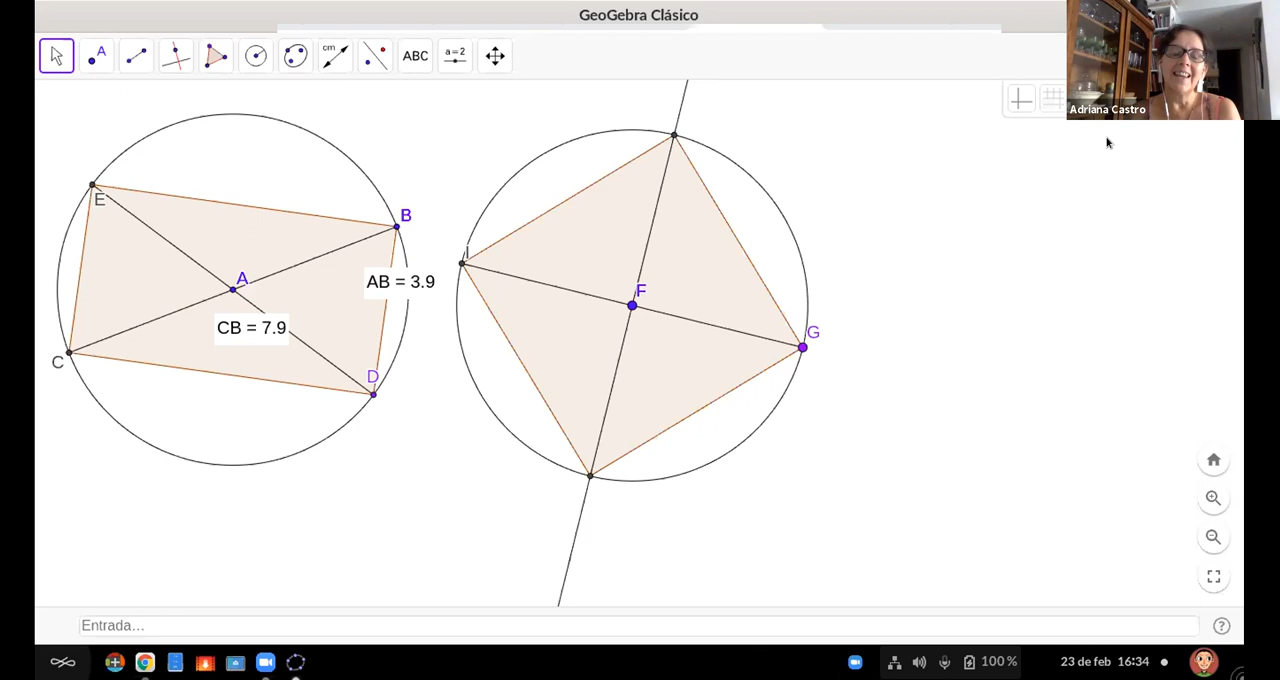 GeoGebra Clásico
A
cm
ABC
a=2
Adriana Castro
E
B
A
AB = 3.9
CB = 7.9
C
D
I
F
G
Entrada…
?
100 %
23 de feb 16:34